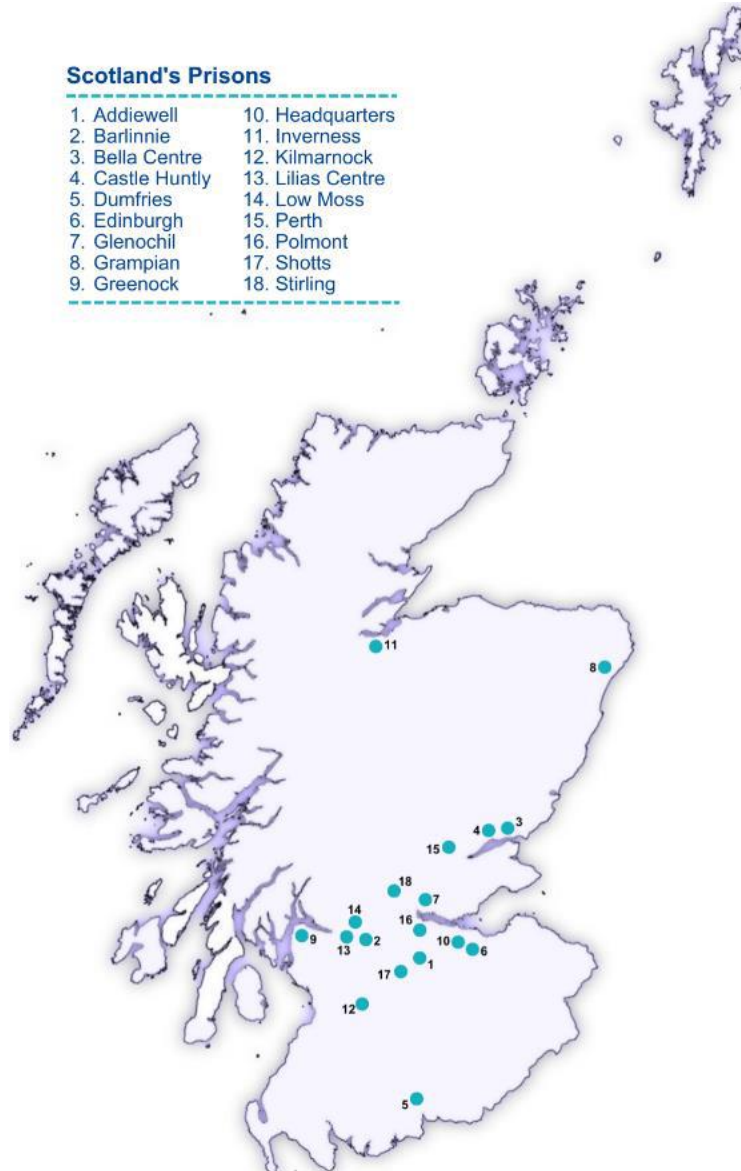 Scotland's Prisons
1. Addiewell
2. Barlinnie
3. Bella Centre
4. Castle Huntly
5. Dumfries
6. Edinburgh
7. Glenochil
8. Grampian
9. Greenock
10. Headquarters
11. Inverness
12. Kilmarnock
13. Lilias Centre
14. Low Moss
15. Perth
16. Polmont
17. Shotts
18. Stirling
11
8
4
3
15
18
7
14
16
9
13
2
10
6
1
17
12
5